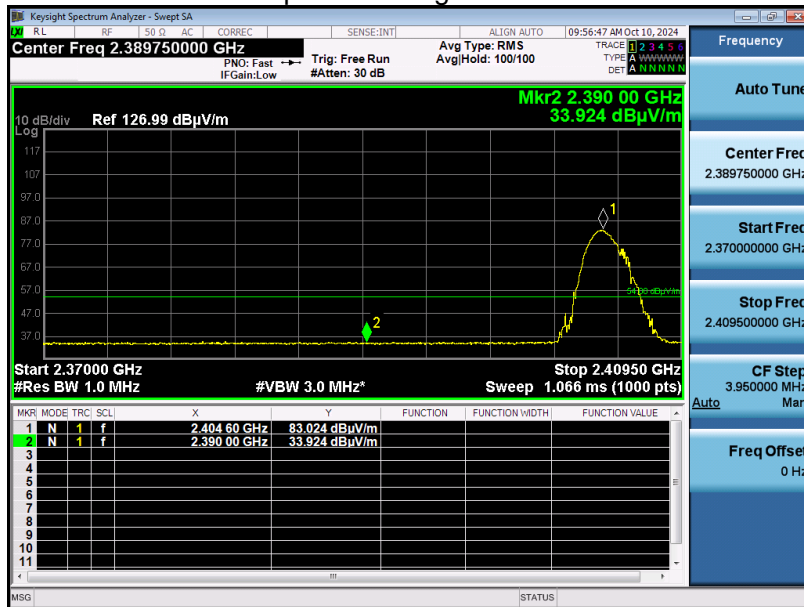 Keysight Spectrum Analyzer - Swept SA
RL RF 50 Ω AC CORREC SENSE:INT ALIGN AUTO 09:56:47 AM Oct 10, 2024
Center Freq 2.389750000 GHz
PNO: Fast
IFGain:Low
Trig: Free Run
#Atten: 30 dB
Avg Type: RMS
Avg|Hold: 100/100
TRACE 1 2 3 4 5 6
TYPE A WWWWW
DET A N N N N N
Mkr2 2.390 00 GHz
33.924 dBμV/m
10 dB/div Ref 126.99 dBμV/m
Log
117
107
97.0
87.0
77.0
67.0
57.0
47.0
37.0
1
2
54.00 dBμV/m
Start 2.37000 GHz Stop 2.40950 GHz
#Res BW 1.0 MHz #VBW 3.0 MHz* Sweep 1.066 ms (1000 pts)
MKR MODE TRC SCL X Y FUNCTION FUNCTION WIDTH FUNCTION VALUE
1 N 1 f 2.404 60 GHz 83.024 dBμV/m
2 N 1 f 2.390 00 GHz 33.924 dBμV/m
3
4
5
6
7
8
9
10
11
MSG STATUS
Frequency
Auto Tune
Center Freq
2.389750000 GHz
Start Freq
2.370000000 GHz
Stop Freq
2.409500000 GHz
CF Step
3.950000 MHz
Auto Man
Freq Offset
0 Hz